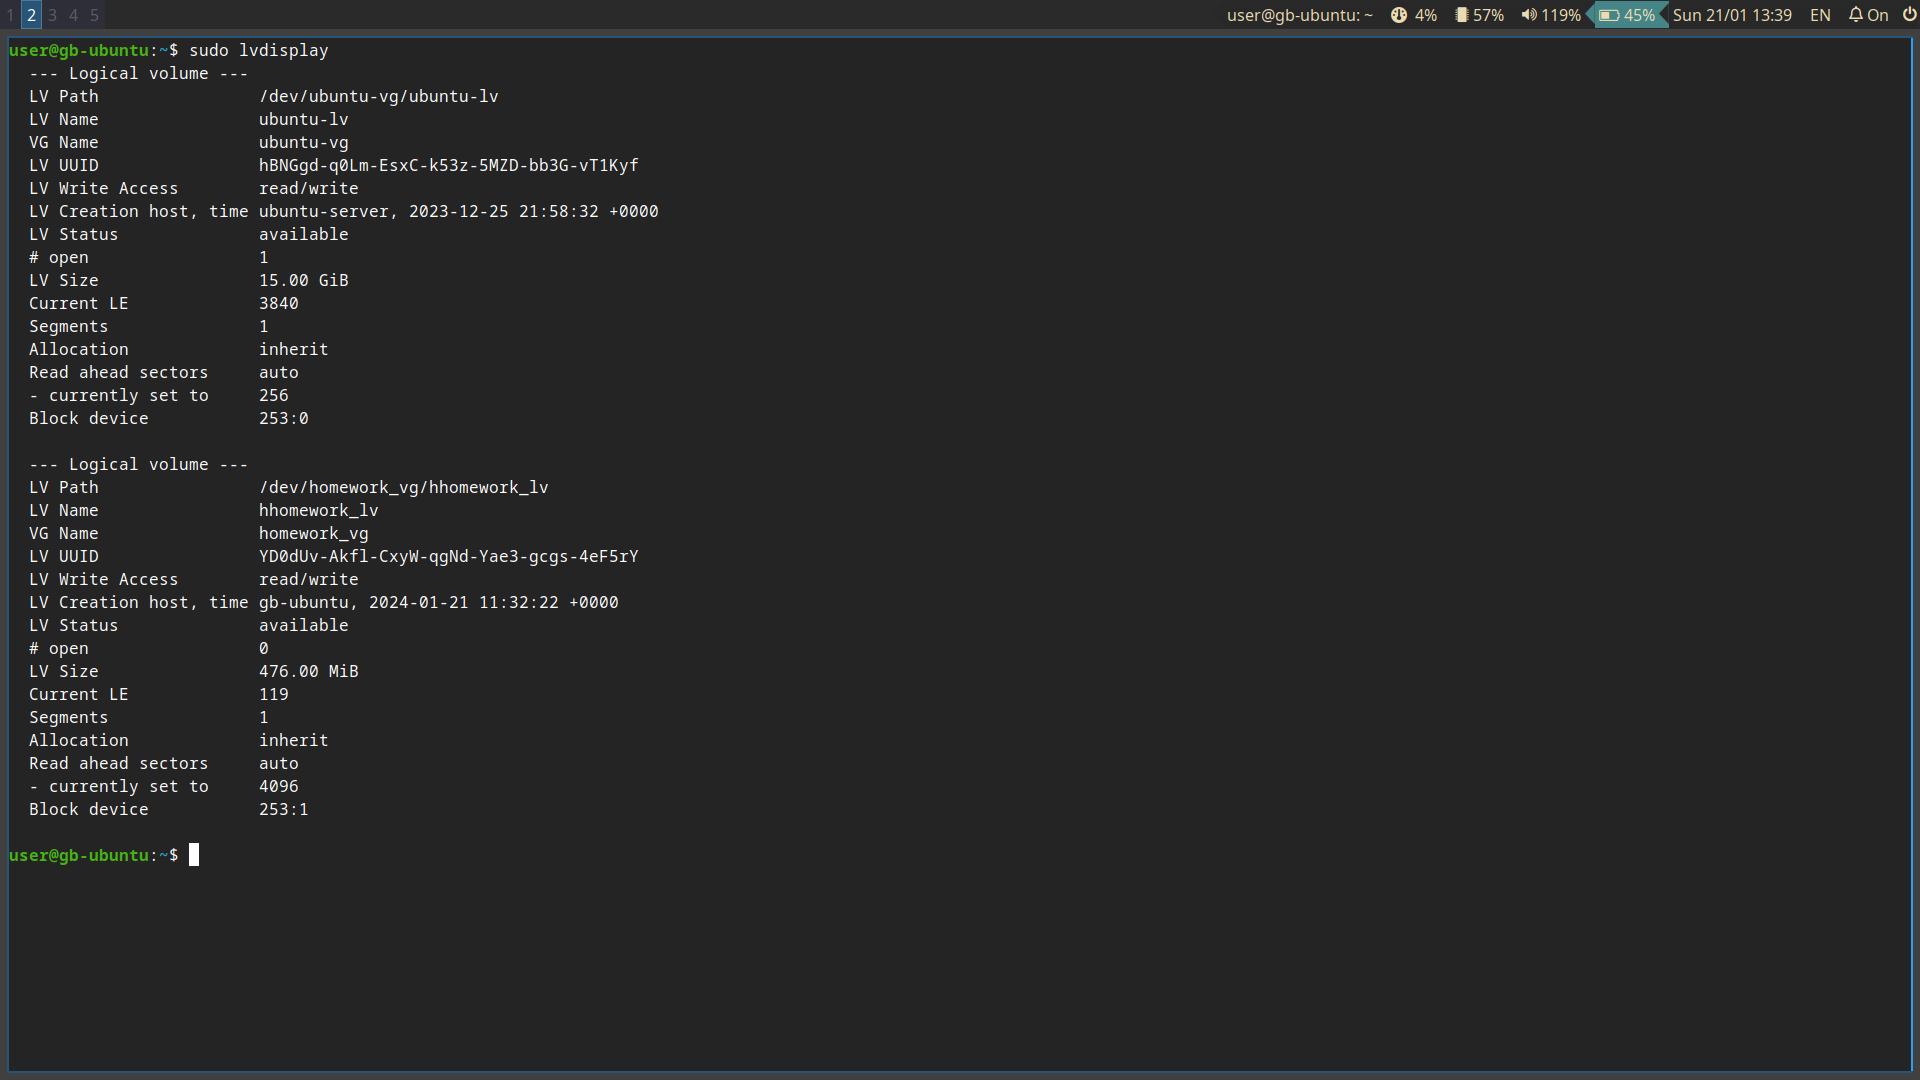 1 2 3 4 5 user@gb-ubuntu: ~ 4% 57% 119% 45% Sun 21/01 13:39 EN On
user@gb-ubuntu:~$ sudo lvdisplay
--- Logical volume ---
LV Path                /dev/ubuntu-vg/ubuntu-lv
LV Name                ubuntu-lv
VG Name                ubuntu-vg
LV UUID                hBNGgd-q0Lm-EsxC-k53z-5MZD-bb3G-vT1Kyf
LV Write Access        read/write
LV Creation host, time ubuntu-server, 2023-12-25 21:58:32 +0000
LV Status              available
# open                 1
LV Size                15.00 GiB
Current LE             3840
Segments               1
Allocation             inherit
Read ahead sectors     auto
- currently set to     256
Block device           253:0
--- Logical volume ---
LV Path                /dev/homework_vg/hhomework_lv
LV Name                hhomework_lv
VG Name                homework_vg
LV UUID                YD0dUv-Akfl-CxyW-qgNd-Yae3-gcgs-4eF5rY
LV Write Access        read/write
LV Creation host, time gb-ubuntu, 2024-01-21 11:32:22 +0000
LV Status              available
# open                 0
LV Size                476.00 MiB
Current LE             119
Segments               1
Allocation             inherit
Read ahead sectors     auto
- currently set to     4096
Block device           253:1
user@gb-ubuntu:~$